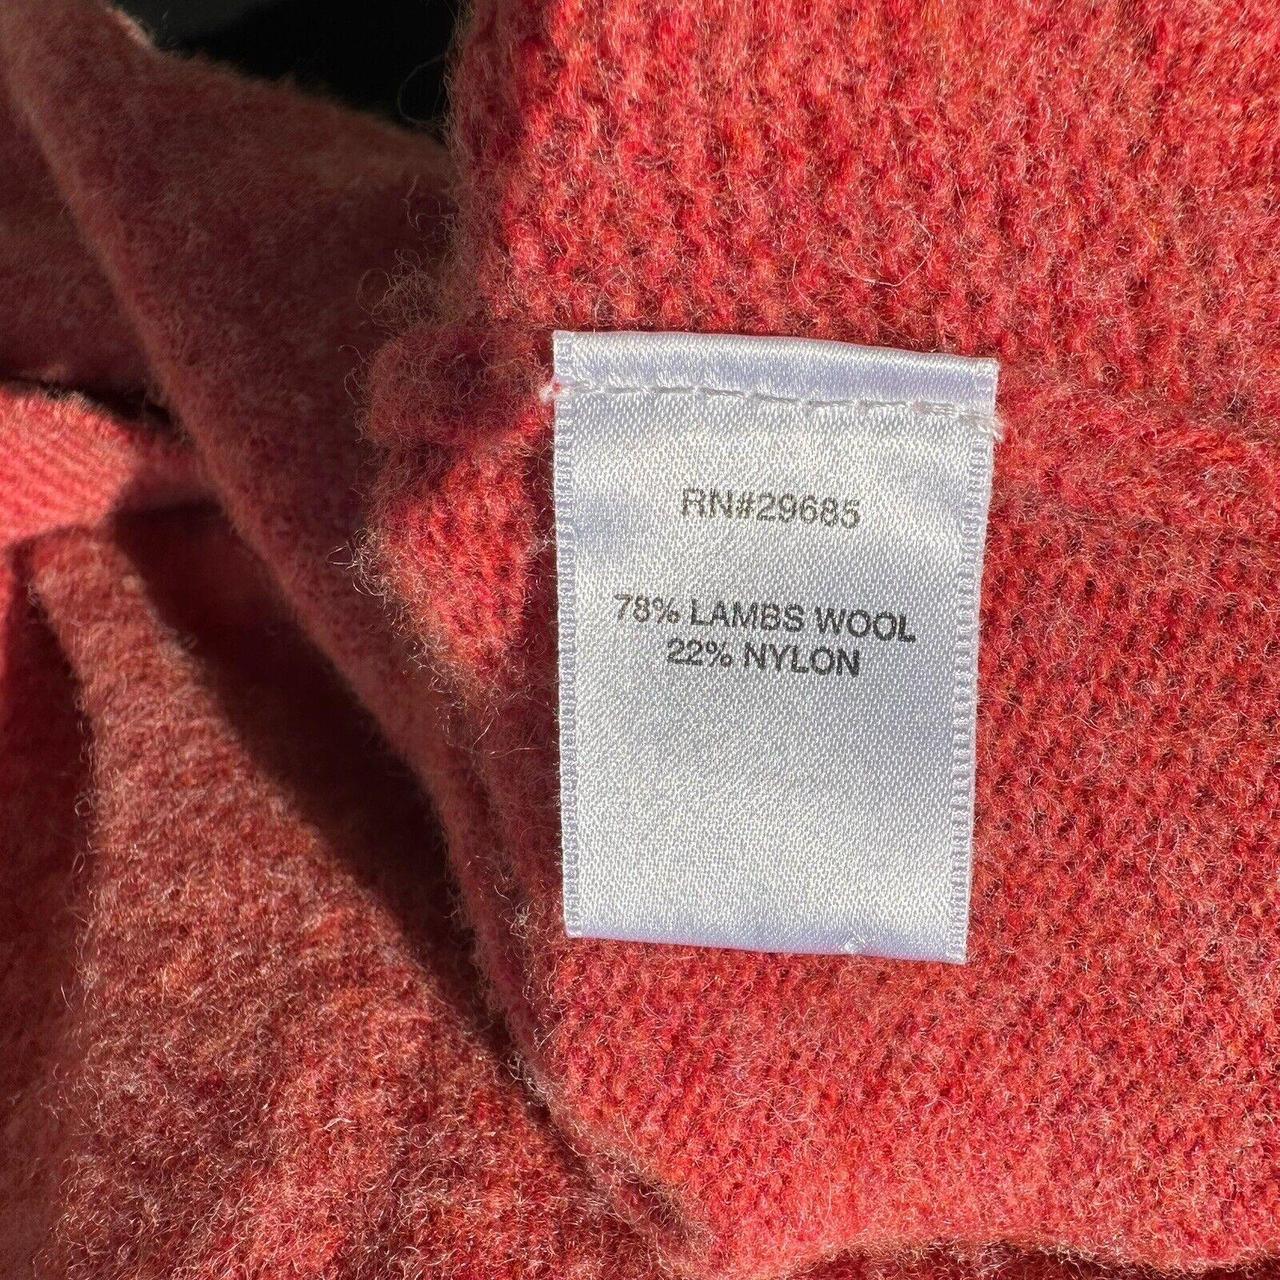 RN#29685
78% LAMBS WOOL
22% NYLON